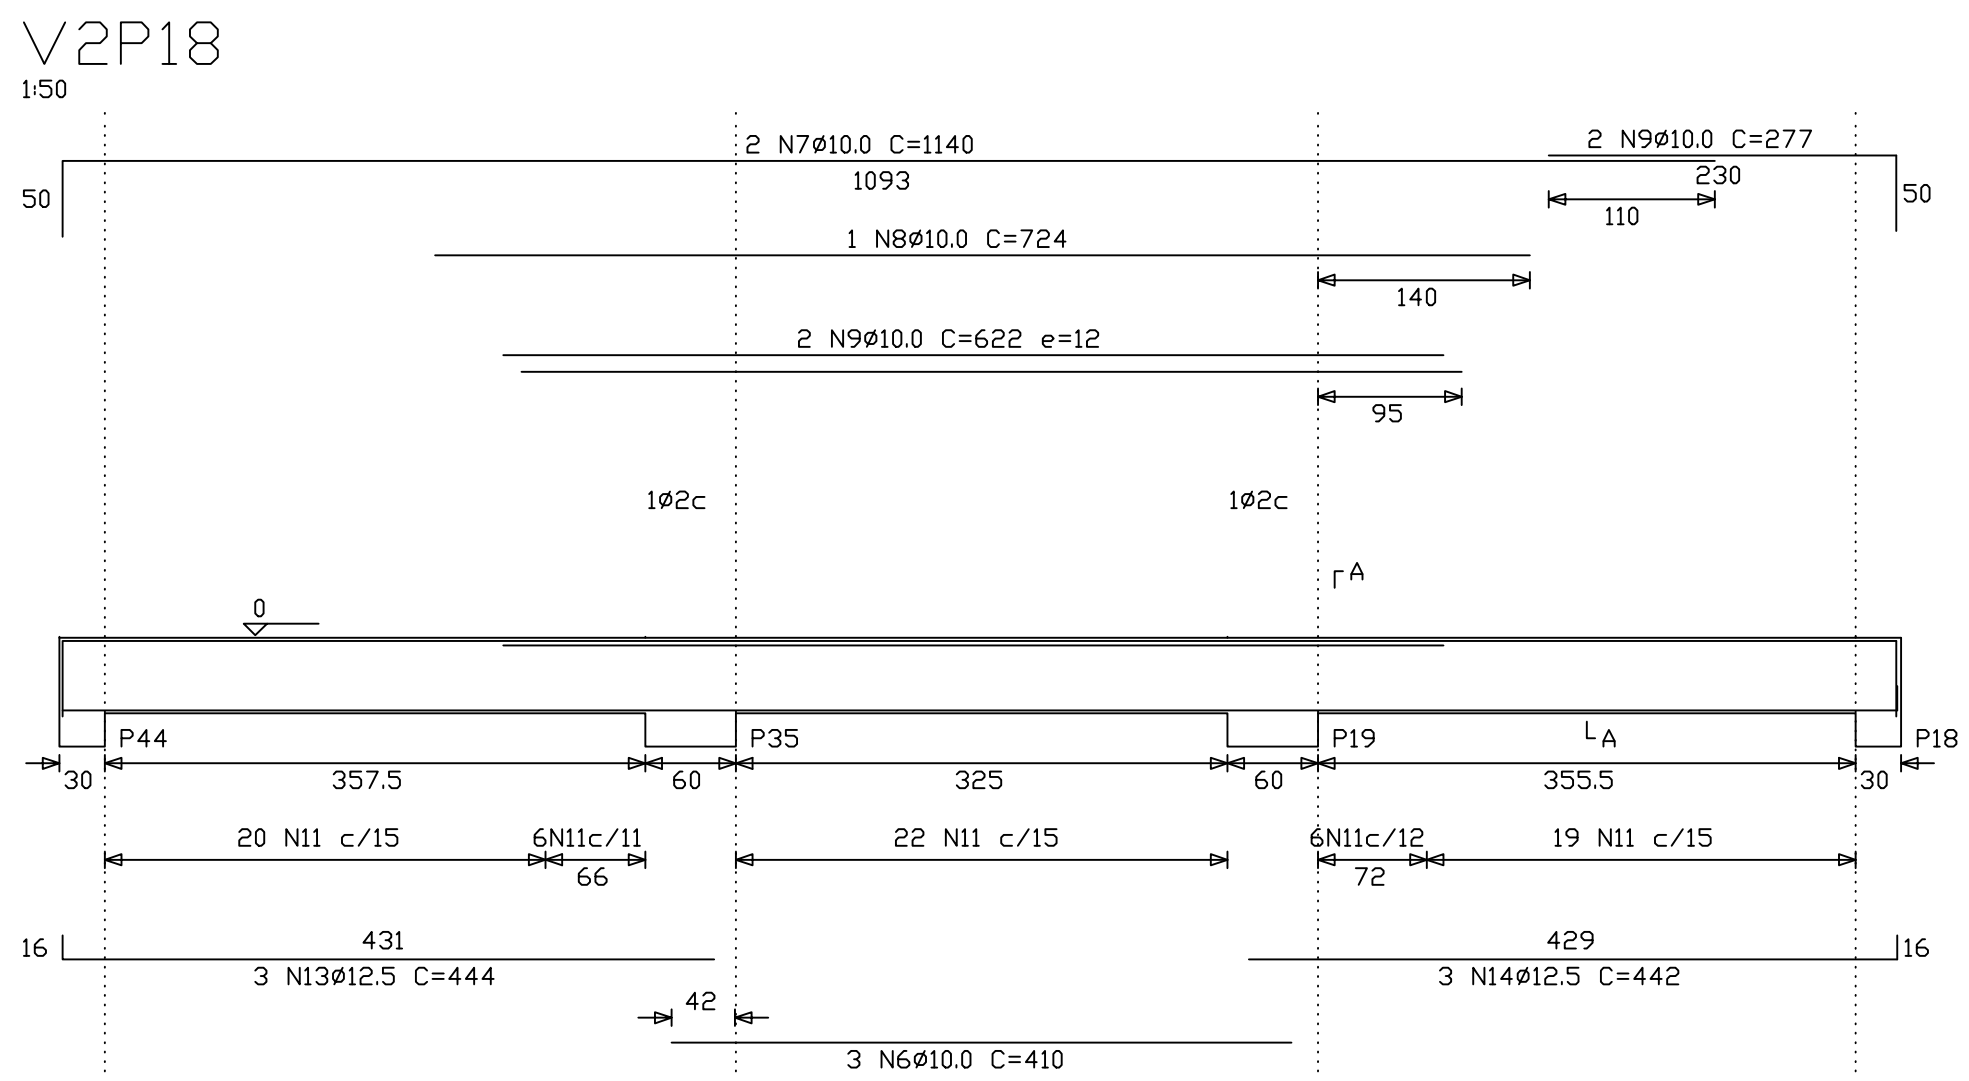 V2P18
1:50
2 N7ø10.0 C=1140
2 N9ø10.0 C=277
1093
230
50
50
110
1 N8ø10.0 C=724
140
2 N9ø10.0 C=622 e=12
95
1ø2c
1ø2c
A
0
P44
P35
P19
A
P18
30
357.5
60
325
60
355.5
30
20 N11 c/15
6N11c/11
22 N11 c/15
6N11c/12
19 N11 c/15
66
72
16
431
429
16
3 N13ø12.5 C=444
3 N14ø12.5 C=442
42
3 N6ø10.0 C=410